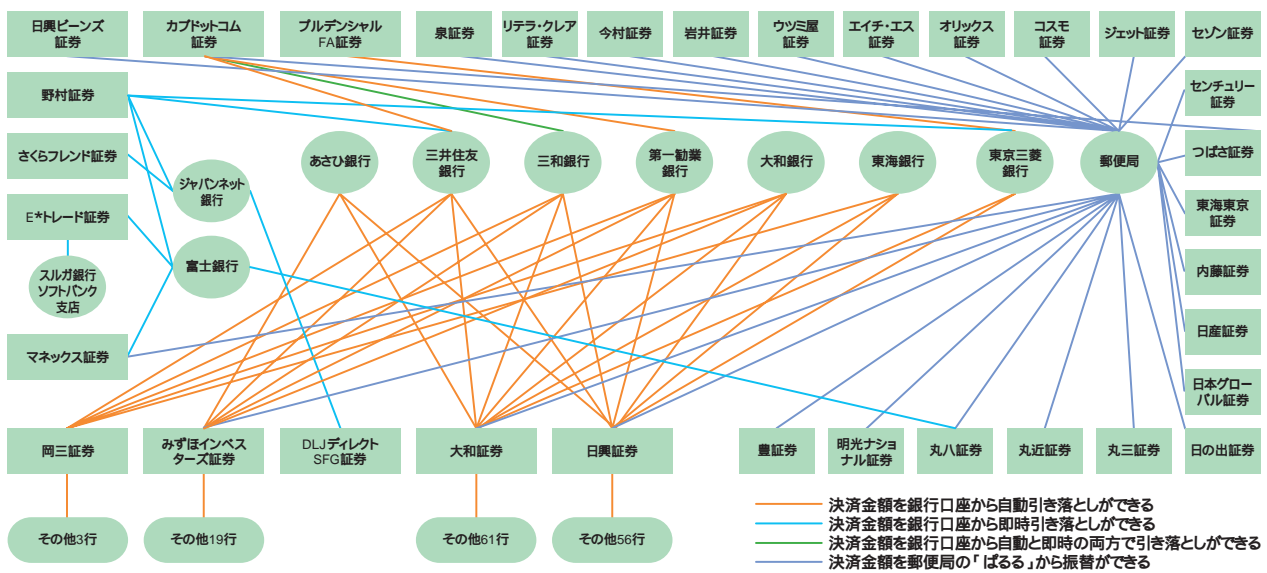 日興ビーンズ
証券
カブドットコム
証券
プルデンシャル
FA証券
泉証券
リテラ・クレア
証券
今村証券
岩井証券
ウツミ屋
証券
エイチ・エス
証券
オリックス
証券
コスモ
証券
ジェット証券
セゾン証券
野村証券
センチュリー
証券
さくらフレンド証券
あさひ銀行
三井住友
銀行
三和銀行
第一勧業
銀行
大和銀行
東海銀行
東京三菱
銀行
郵便局
つばさ証券
ジャパンネット
銀行
E*トレード証券
東海東京
証券
富士銀行
スルガ銀行
ソフトバンク
支店
内藤証券
日産証券
マネックス証券
日本グロー
バル証券
岡三証券
みずほインベス
ターズ証券
DLJディレクト
SFG証券
大和証券
日興証券
豊証券
明光ナショ
ナル証券
丸八証券
丸近証券
丸三証券
日の出証券
その他3行
その他19行
その他61行
その他56行
決済金額を銀行口座から自動引き落としができる
決済金額を銀行口座から即時引き落としができる
決済金額を銀行口座から自動と即時の両方で引き落としができる
決済金額を郵便局の「ぱるる」から振替ができる